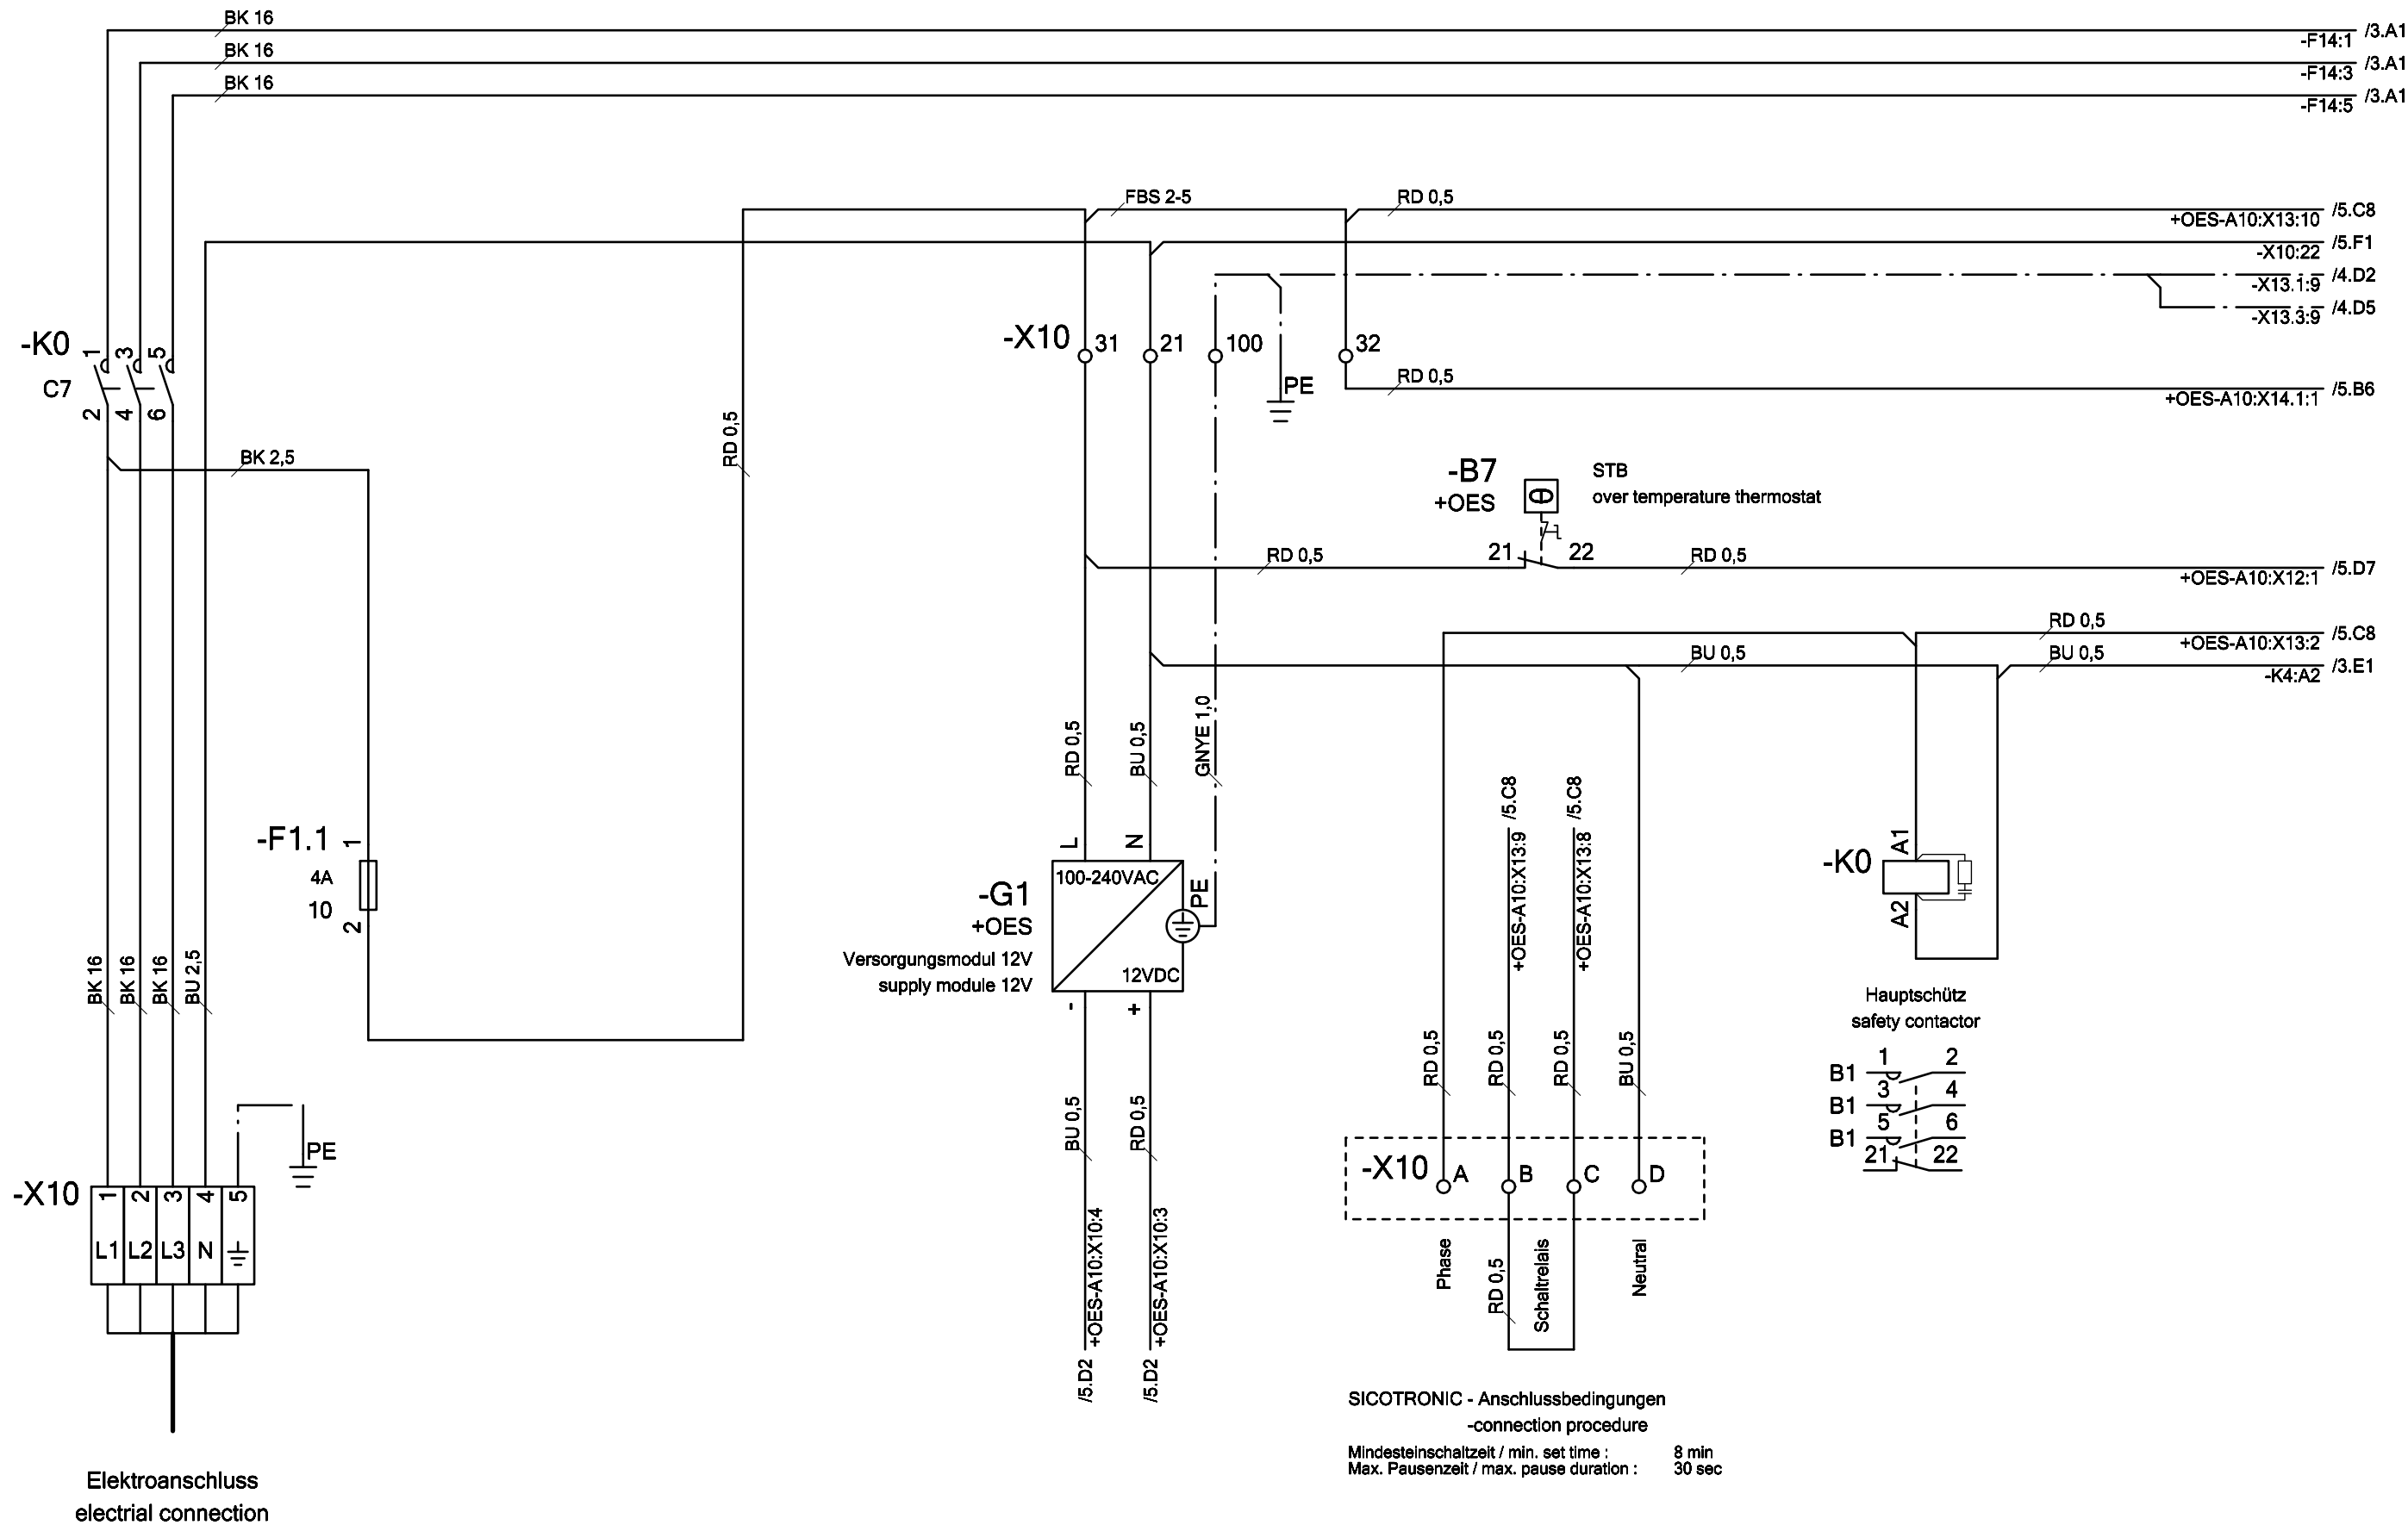 BK 16
/3.A1
-F14:1
BK 16
/3.A1
-F14:3
BK 16
/3.A1
-F14:5
FBS 2-5
RD 0,5
/5.C8
+OES-A10:X13:10
/5.F1
-X10:22
/4.D2
-X13.1:9
/4.D5
-X13.3:9
-K0
C7
1
3
5
2
4
6
-X10
31
21
100
32
PE
RD 0,5
/5.B6
+OES-A10:X14.1:1
BK 2,5
RD 0,5
-B7
+OES
STB
over temperature thermostat
RD 0,5
21
22
RD 0,5
/5.D7
+OES-A10:X12:1
RD 0,5
/5.C8
+OES-A10:X13:2
BU 0,5
BU 0,5
/3.E1
-K4:A2
RD 0,5
BU 0,5
GNYE 1,0
-F1.1
4A
10
1
2
L
N
-G1
+OES
100-240VAC
12VDC
PE
Versorgungsmodul 12V
supply module 12V
-
+
/5.C8
+OES-A10:X13:9
/5.C8
+OES-A10:X13:8
-K0
A1
A2
Hauptschütz
safety contactor
B1
1
2
B1
3
4
B1
5
6
21
22
BK 16
BK 16
BK 16
BU 2,5
RD 0,5
RD 0,5
RD 0,5
BU 0,5
BU 0,5
RD 0,5
PE
-X10
1
2
3
4
5
L1
L2
L3
N
-X10
A
B
C
D
+OES-A10:X10:4
/5.D2
+OES-A10:X10:3
/5.D2
Phase
RD 0,5
Schaltrelais
Neutral
SICOTRONIC - Anschlussbedingungen
-connection procedure
Mindesteinschaltzeit / min. set time : 8 min
Max. Pausenzeit / max. pause duration : 30 sec
Elektroanschluss
electrial connection